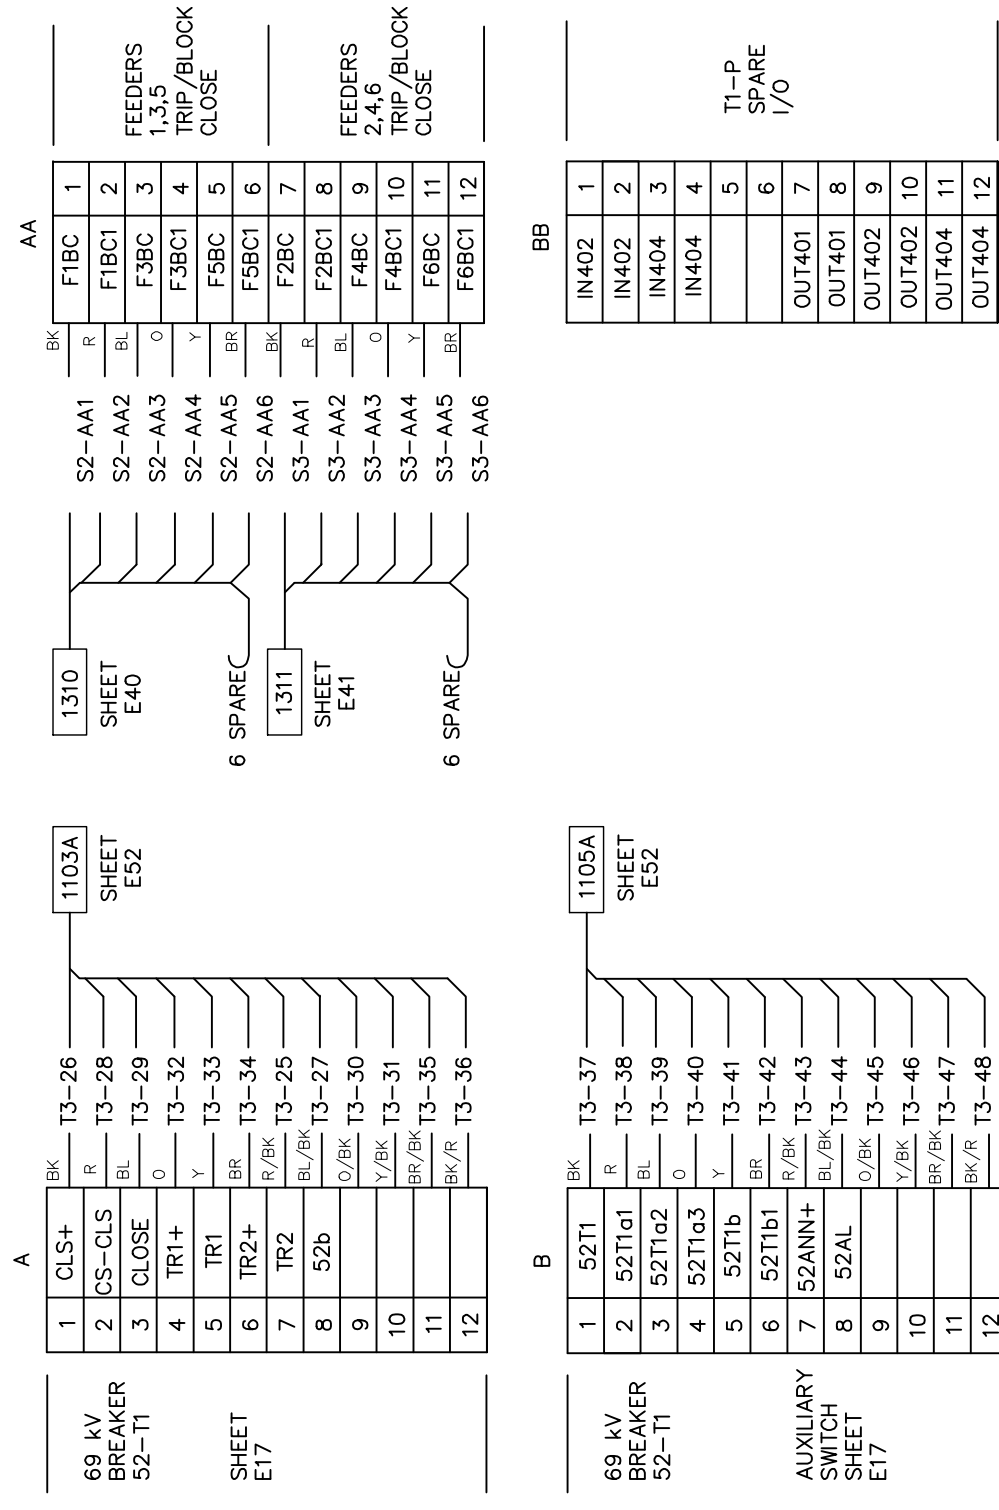 AA
F1BC 1
F1BC1 2
F3BC 3
F3BC1 4
F5BC 5
F5BC1 6
F2BC 7
F2BC1 8
F4BC 9
F4BC1 10
F6BC 11
F6BC1 12
FEEDERS
1,3,5
TRIP/BLOCK
CLOSE
FEEDERS
2,4,6
TRIP/BLOCK
CLOSE
BK
R
BL
O
Y
BR
BK
R
BL
O
Y
BR
S2-AA1
S2-AA2
S2-AA3
S2-AA4
S2-AA5
S2-AA6
S3-AA1
S3-AA2
S3-AA3
S3-AA4
S3-AA5
S3-AA6
1310
SHEET
E40
6 SPARE
1311
SHEET
E41
6 SPARE
BB
IN402 1
IN402 2
IN404 3
IN404 4
5
6
OUT401 7
OUT401 8
OUT402 9
OUT402 10
OUT404 11
OUT404 12
T1-P
SPARE
I/O
A
1 CLS+ BK T3-26
2 CS-CLS R T3-28
3 CLOSE BL T3-29
4 TR1+ O T3-32
5 TR1 Y T3-33
6 TR2+ BR T3-34
7 TR2 R/BK T3-25
8 52b BL/BK T3-27
9 O/BK T3-30
10 Y/BK T3-31
11 BR/BK T3-35
12 BK/R T3-36
1103A
SHEET
E52
69 kV
BREAKER
52-T1
SHEET
E17
B
1 52T1 BK T3-37
2 52T1a1 R T3-38
3 52T1a2 BL T3-39
4 52T1a3 O T3-40
5 52T1b Y T3-41
6 52T1b1 BR T3-42
7 52ANN+ R/BK T3-43
8 52AL BL/BK T3-44
9 O/BK T3-45
10 Y/BK T3-46
11 BR/BK T3-47
12 BK/R T3-48
1105A
SHEET
E52
69 kV
BREAKER
52-T1
AUXILIARY
SWITCH
SHEET
E17